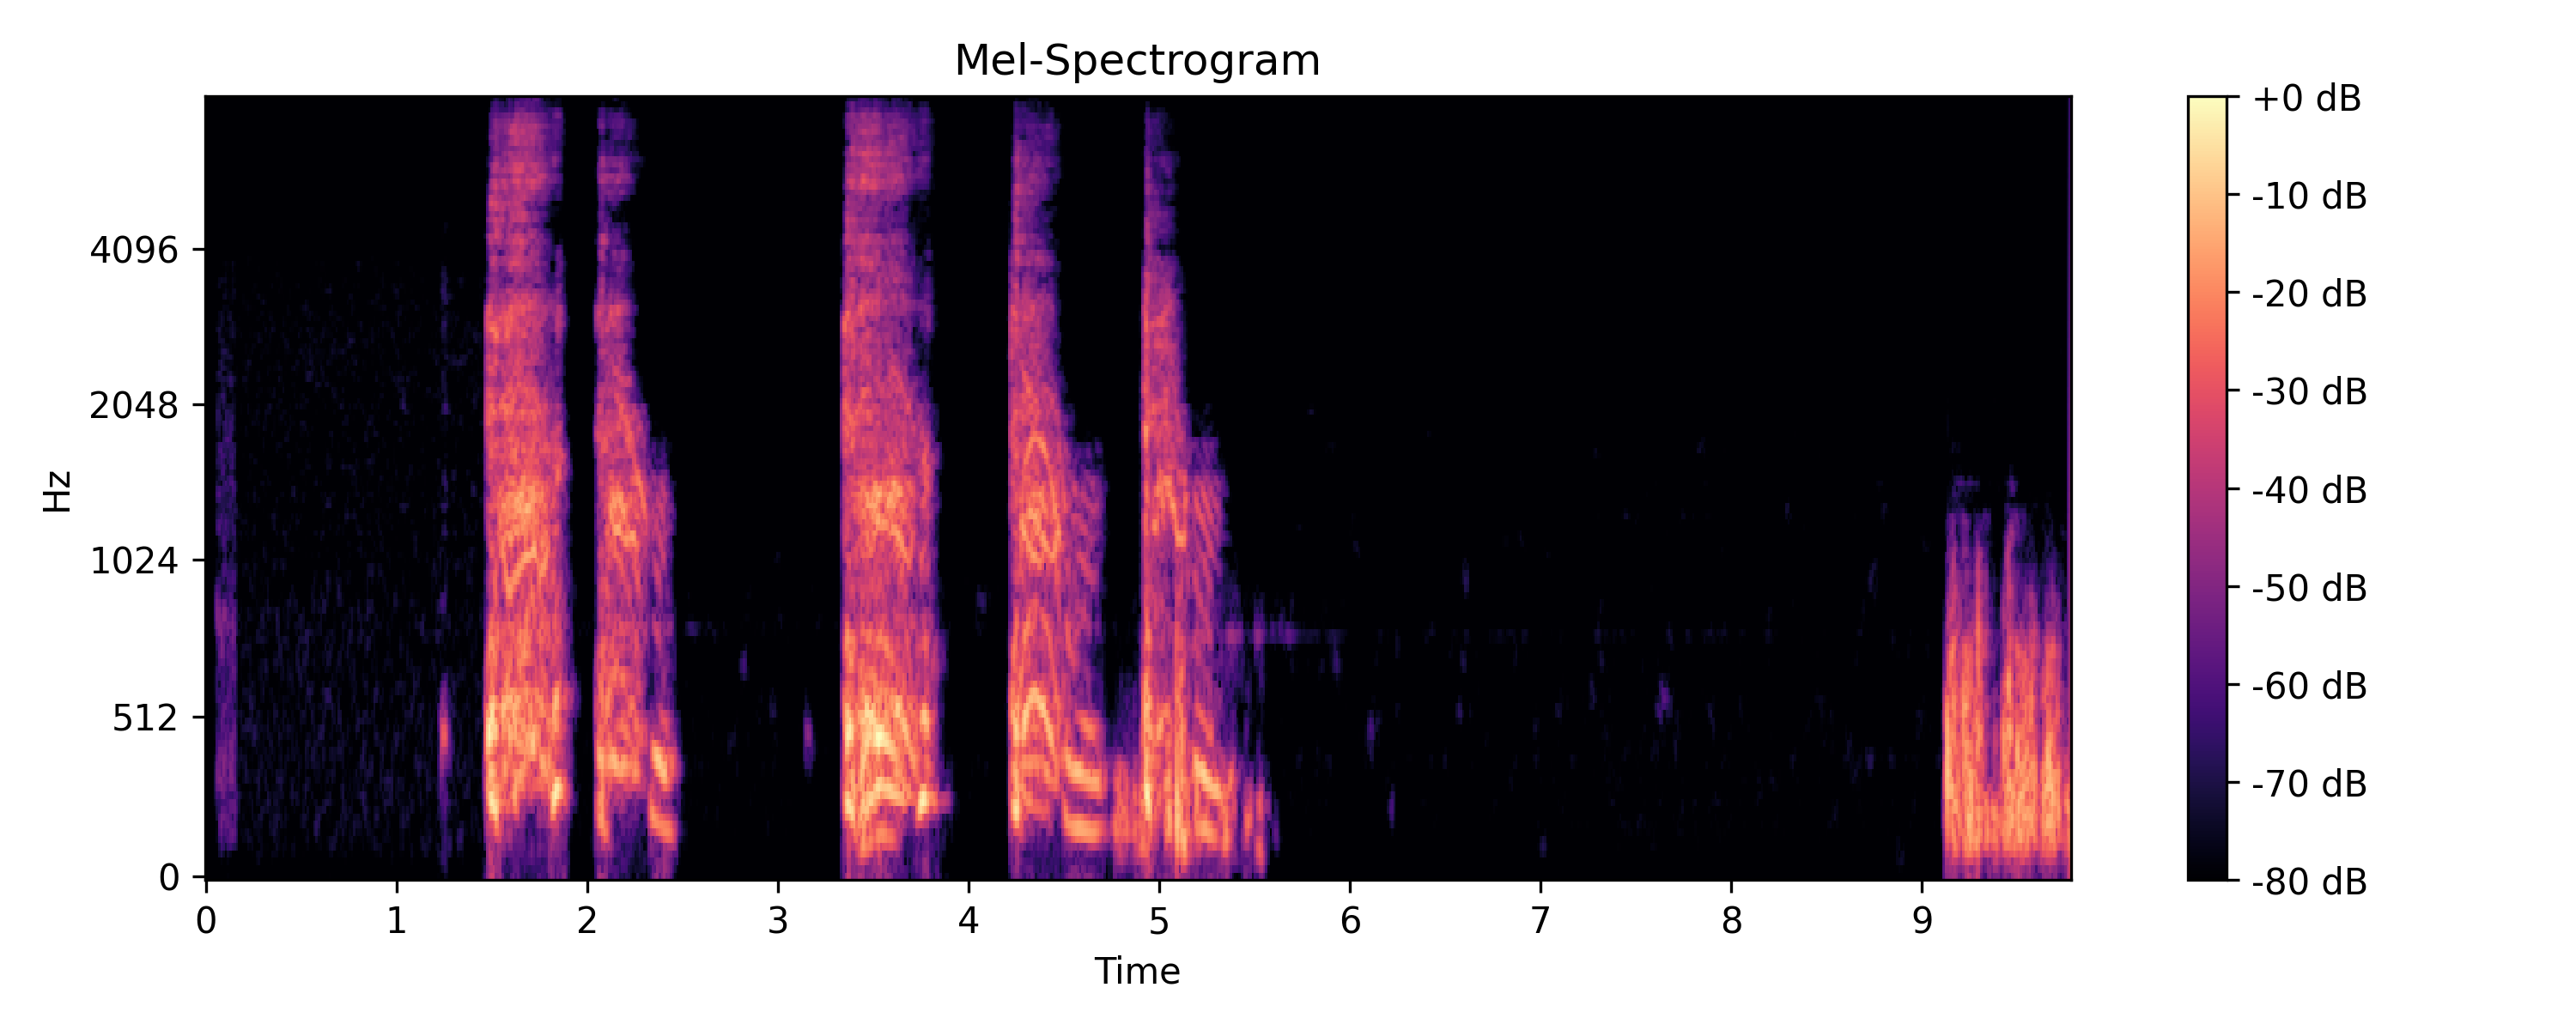 Mel-Spectrogram
+0 dB
-10 dB
-20 dB
-30 dB
-40 dB
-50 dB
-60 dB
-70 dB
-80 dB
4096
2048
1024
512
0
Hz
0 1 2 3 4 5 6 7 8 9
Time